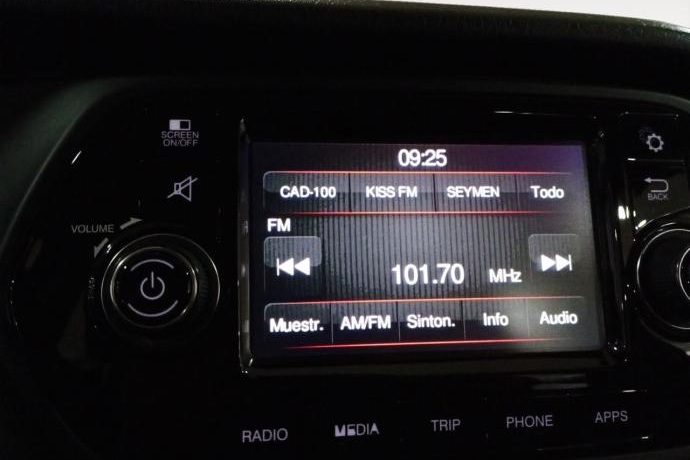 SCREEN
ON/OFF
09:25
CAD-100 KISS FM SEYMEN Todo
BACK
VOLUME
FM
101.70 MHz
Muestr. AM/FM Sinton. Info Audio
RADIO MEDIA TRIP PHONE APPS